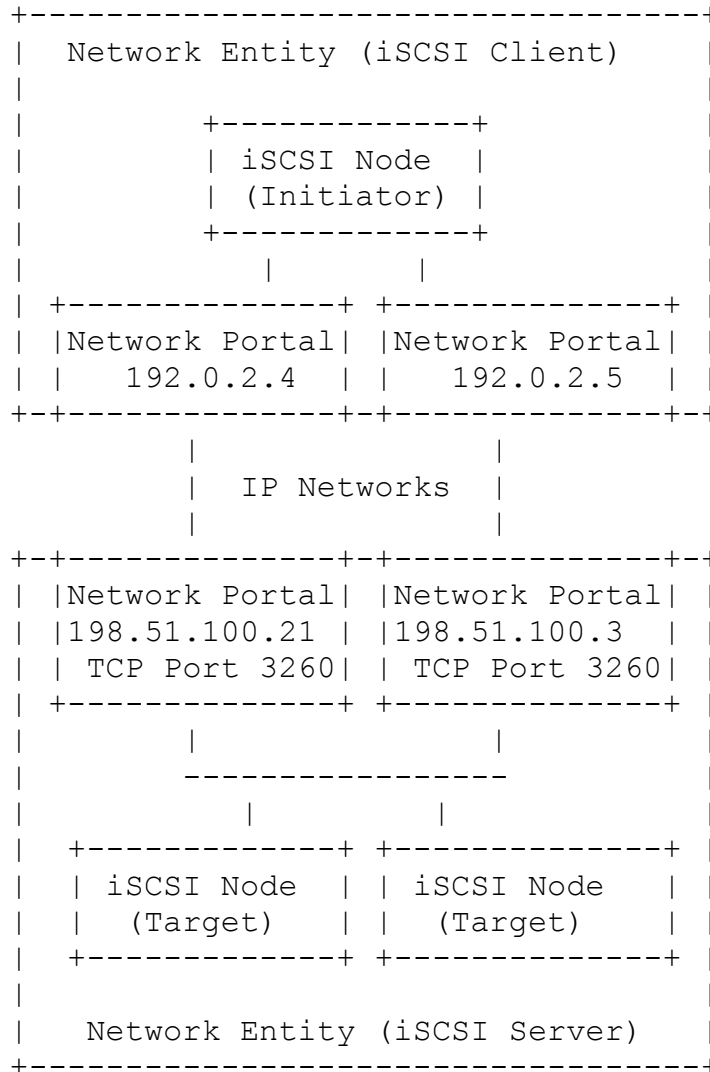 Network Entity (iSCSI Client)
iSCSI Node
(Initiator)
Network Portal Network Portal
192.0.2.4 192.0.2.5
IP Networks
Network Portal Network Portal
198.51.100.21 198.51.100.3
TCP Port 3260 TCP Port 3260
iSCSI Node iSCSI Node
(Target) (Target)
Network Entity (iSCSI Server)